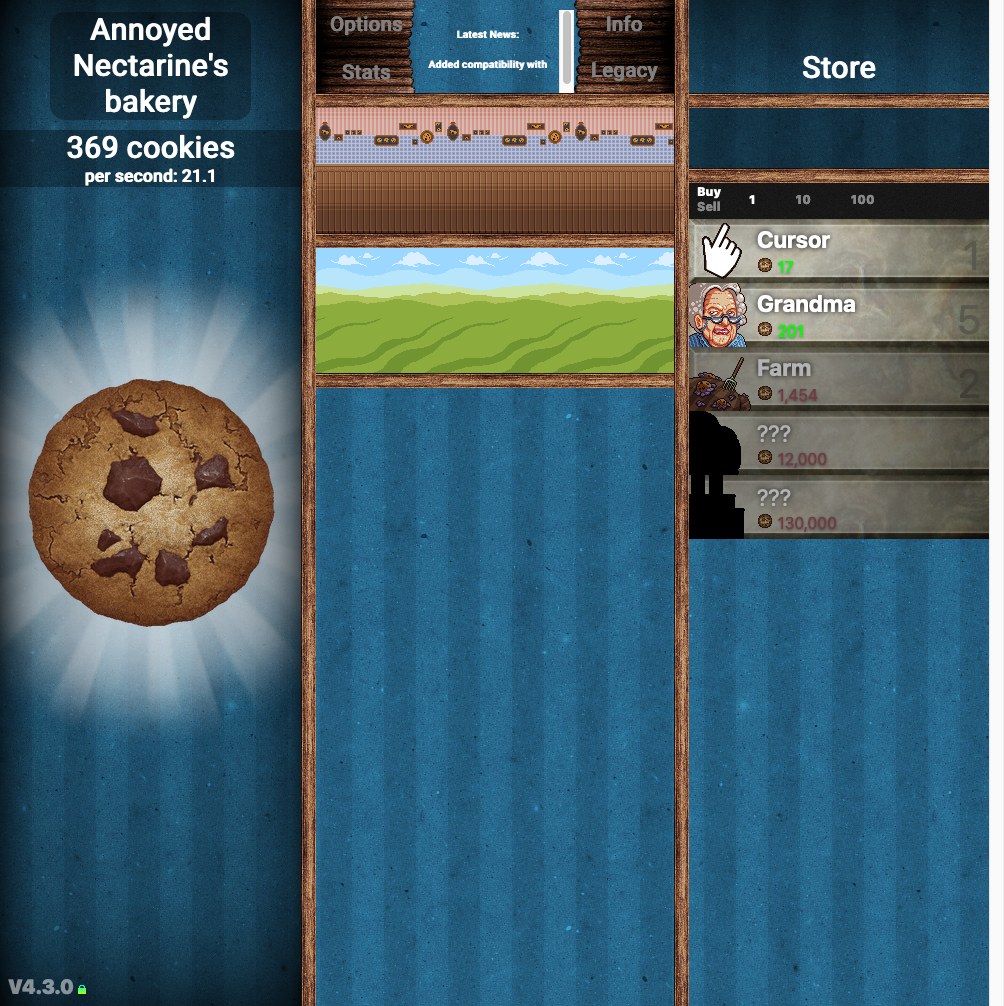 Annoyed
Nectarine's
bakery
369 cookies
per second: 21.1
V4.3.0
Options
Stats
Latest News:
Added compatibility with
Info
Legacy
Store
Buy
Sell
1
10
100
Cursor
17
1
Grandma
201
5
Farm
1,454
2
???
12,000
???
130,000